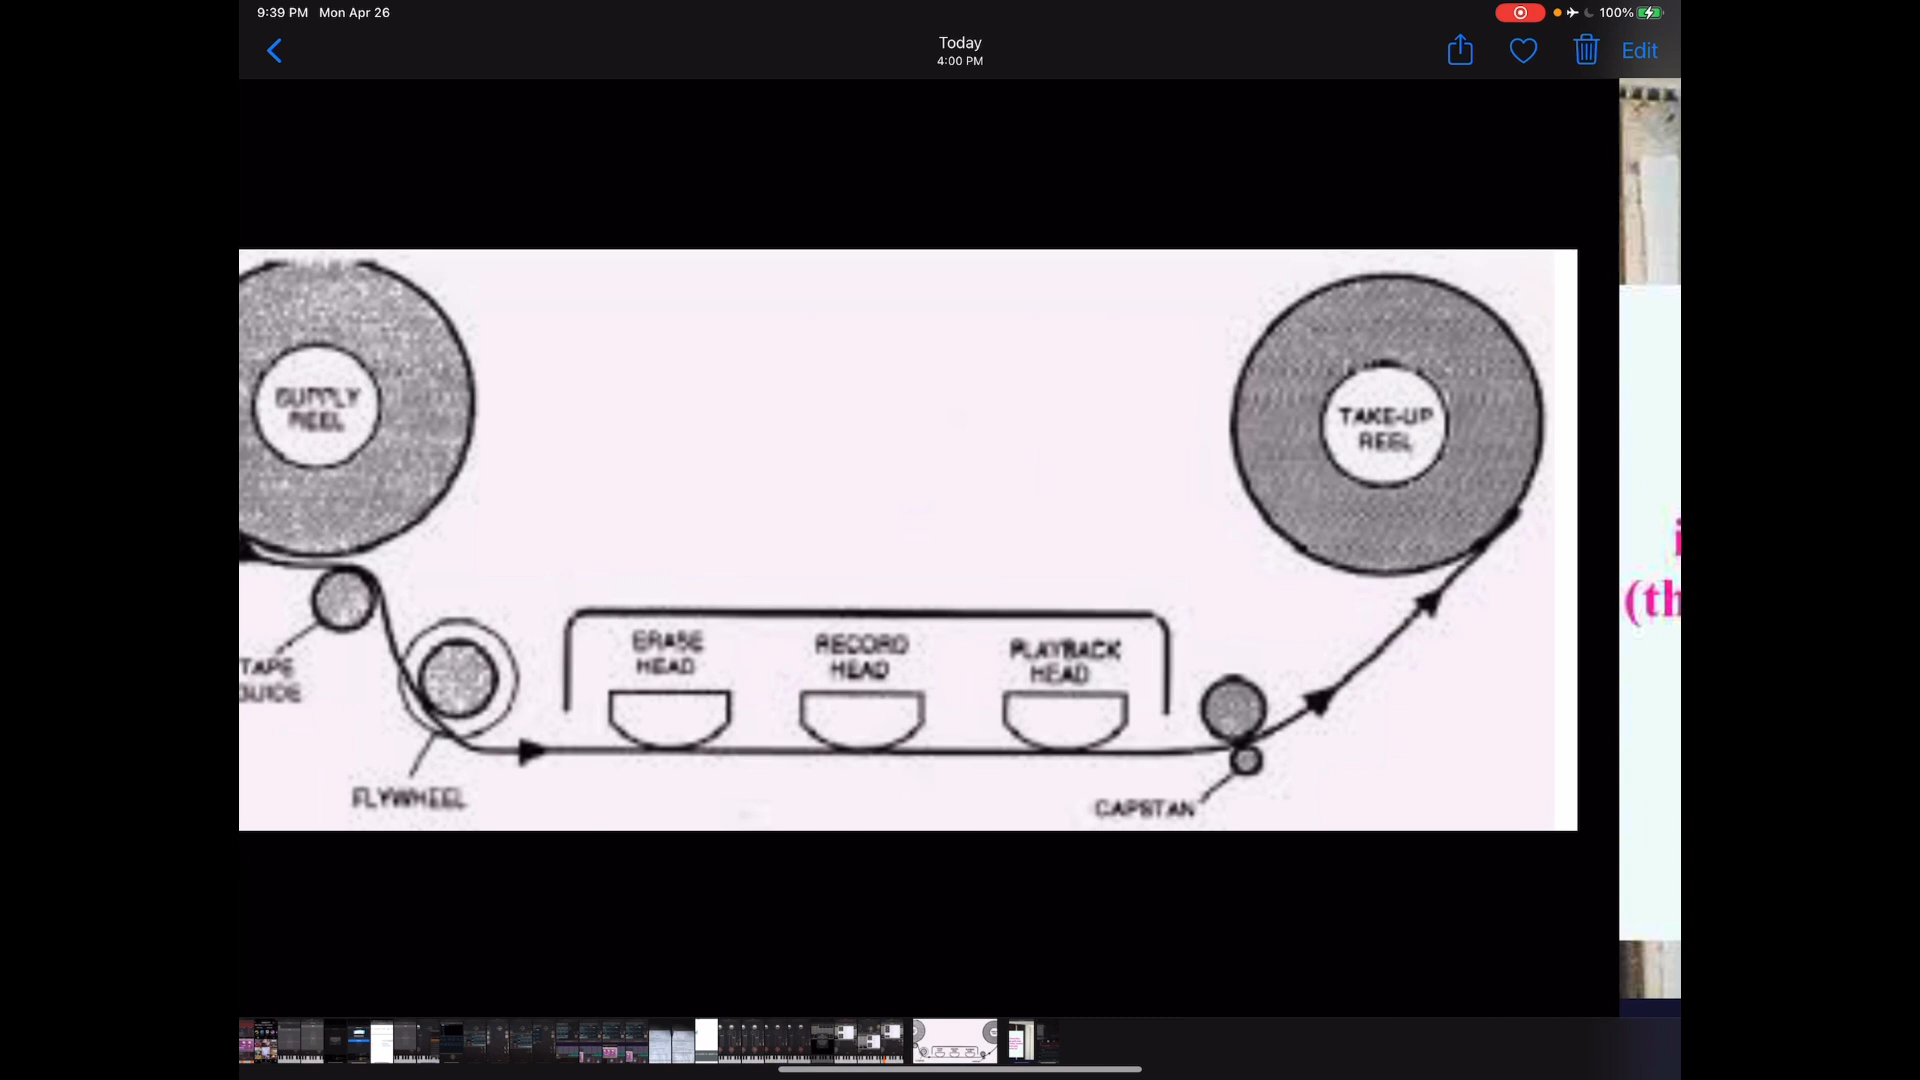 9:39 PM Mon Apr 26
100%
Today
4:00 PM
Edit
SUPPLY
REEL
TAKE-UP
REEL
TAPE
GUIDE
ERASE
HEAD
RECORD
HEAD
PLAYBACK
HEAD
FLYWHEEL
CAPSTAN
i
(th